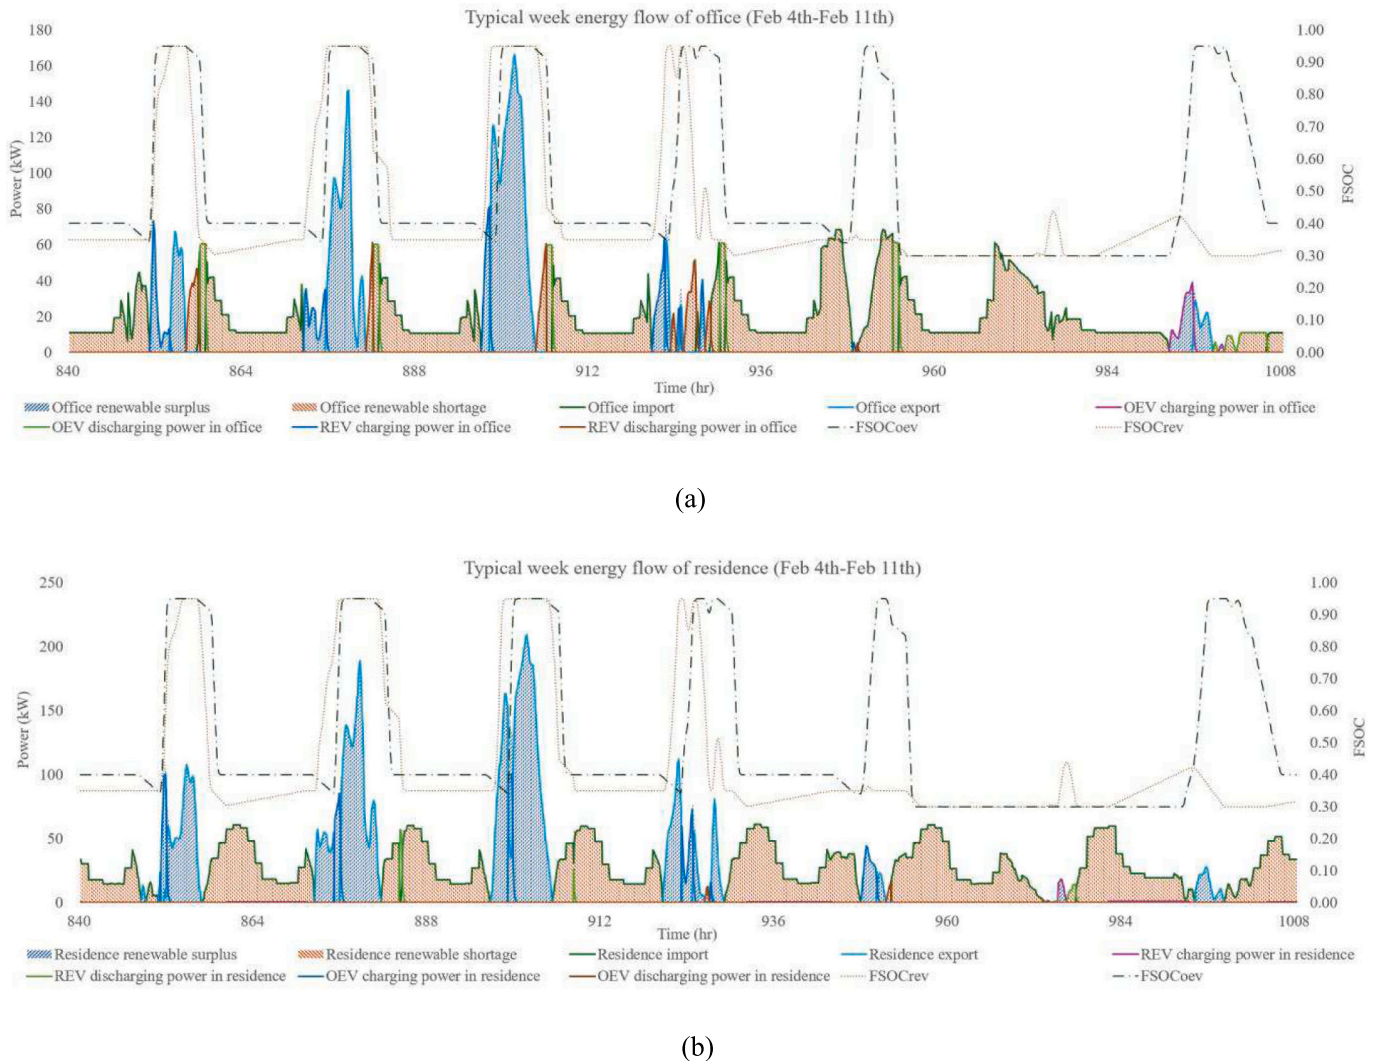 Typical week energy flow of office (Feb 4th-Feb 11th)
180 1.00
160 0.90
140 0.80
120 0.70
100 0.60
80 0.50
60 0.40
40 0.30
20 0.20
0 0.10
0.00
Power (kW)
FSOC
840 864 888 912 936 960 984 1008
Time (hr)
Office renewable surplus Office renewable shortage Office import Office export OEV charging power in office
OEV discharging power in office REV charging power in office REV discharging power in office FSOCoev FSOCrev
(a)
Typical week energy flow of residence (Feb 4th-Feb 11th)
250 1.00
200 0.90
150 0.80
100 0.70
50 0.60
0 0.50
0.40
0.30
0.20
0.10
0.00
Power (kW)
FSOC
840 864 888 912 936 960 984 1008
Time (hr)
Residence renewable surplus Residence renewable shortage Residence import Residence export REV charging power in residence
REV discharging power in residence OEV charging power in residence OEV discharging power in residence FSOCrev FSOCoev
(b)